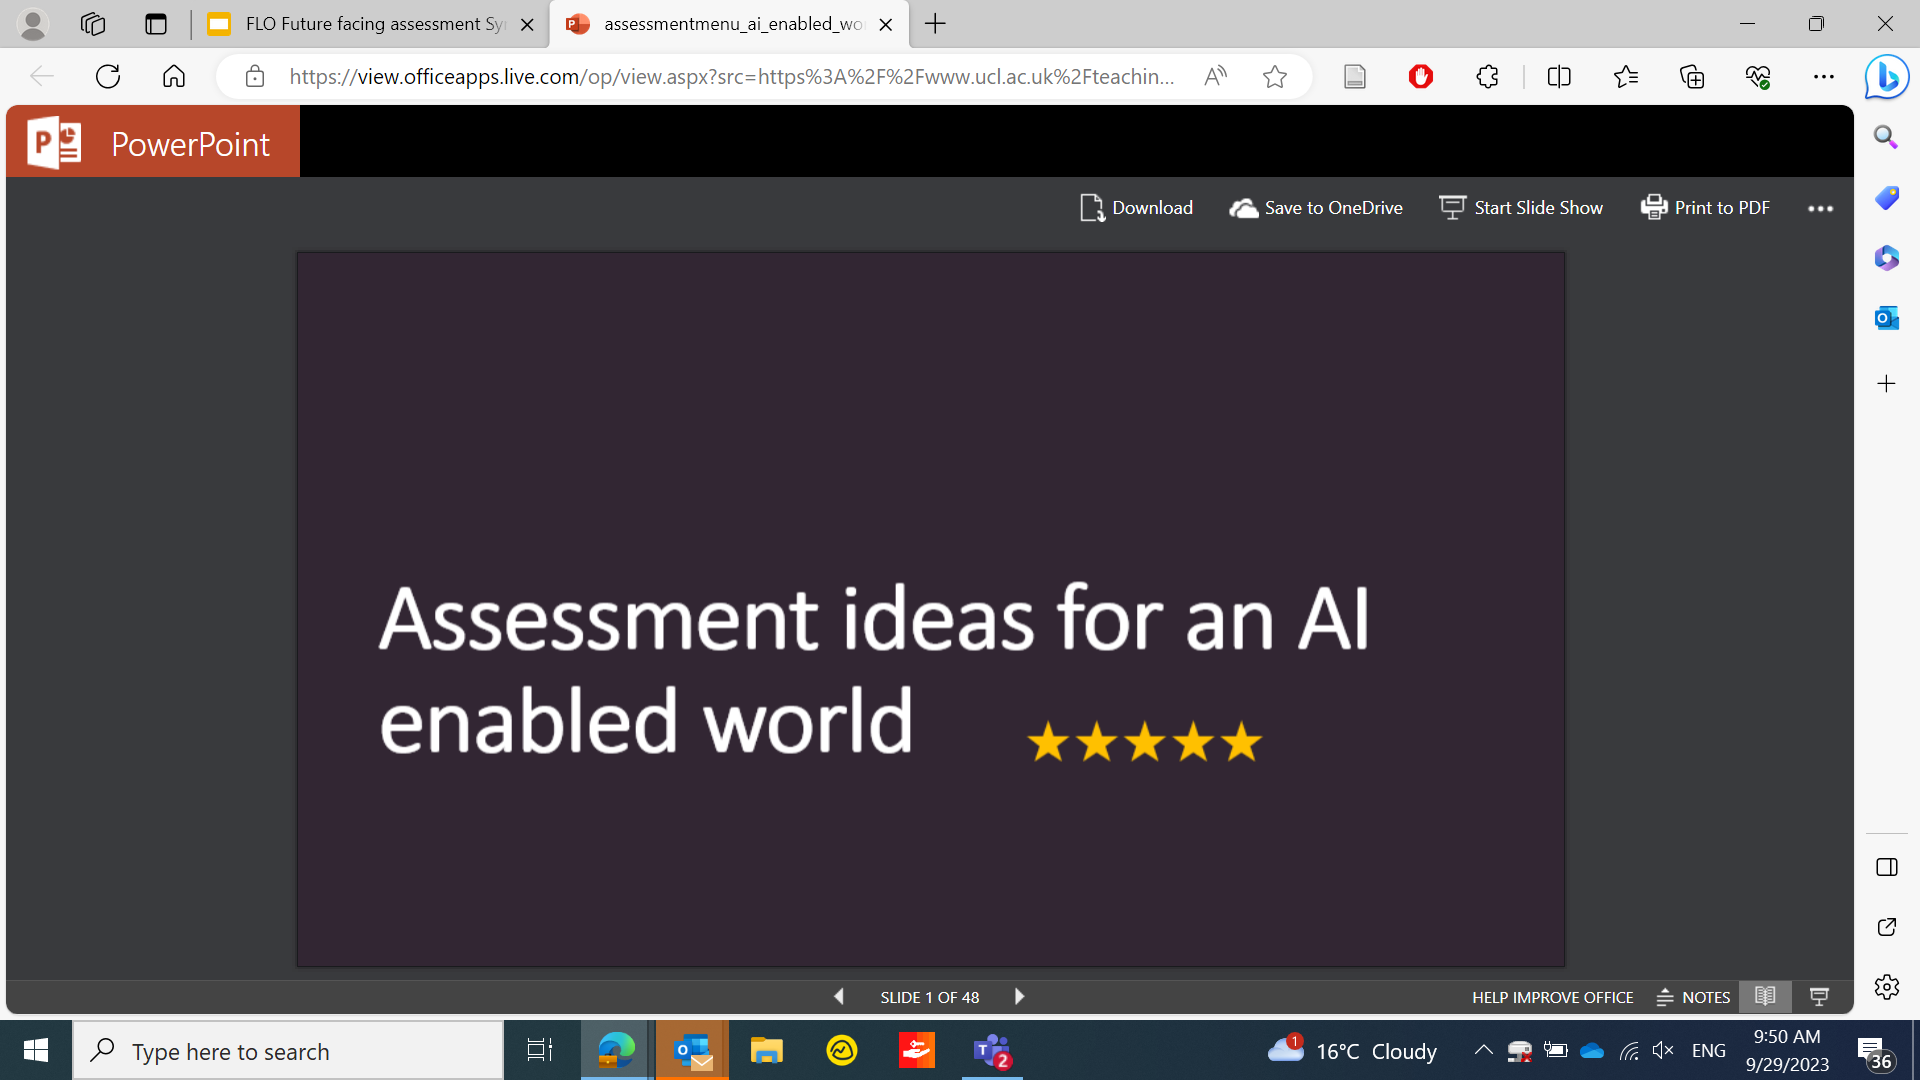 FLO Future facing assessment Sy
assessmentmenu_ai_enabled_wo
https://view.officeapps.live.com/op/view.aspx?src=https%3A%2F%2Fwww.ucl.ac.uk%2Fteachin...
PowerPoint
Download
Save to OneDrive
Start Slide Show
Print to PDF
Assessment ideas for an AI
enabled world
SLIDE 1 OF 48
HELP IMPROVE OFFICE
NOTES
Type here to search
2
1
16°C Cloudy
ENG
9:50 AM
9/29/2023
36